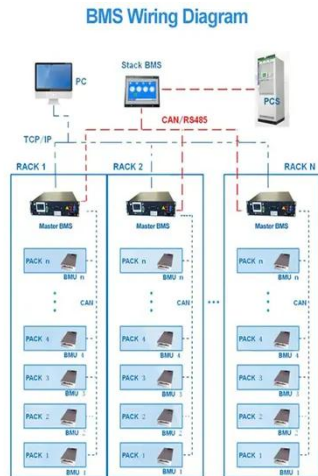 BMS Wiring Diagram
Stack BMS
PC
PCS
CAN/RS485
TCP/IP
RACK 1
RACK 2
RACK N
Master BMS
Master BMS
Master BMS
PACK n
BMU n
PACK n
BMU n
PACK n
BMU n
CAN
CAN
CAN
PACK 4
BMU 4
PACK 4
BMU 4
PACK 4
BMU 4
PACK 3
BMU 3
PACK 3
BMU 3
PACK 3
BMU 3
PACK 2
BMU 2
PACK 2
BMU 2
PACK 2
BMU 2
PACK 1
BMU 1
PACK 1
BMU 1
PACK 1
BMU 1